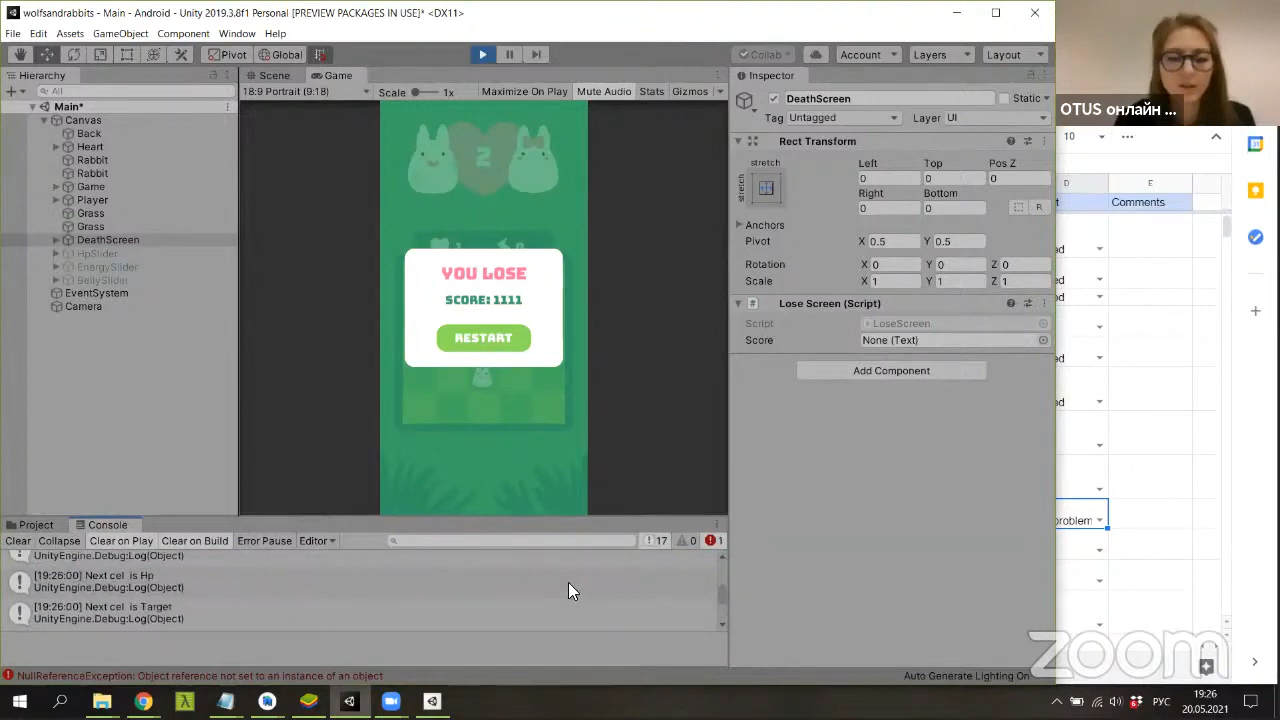 wolfsandrabbits - Main - Android - Unity 2019.3.8f1 Personal [PREVIEW PACKAGES IN USE]* <DX11>
File Edit Assets GameObject Component Window Help
Pivot Global Collab Account Layers Layout
Hierarchy Scene Game Inspector
All 18:9 Portrait (9:18) Scale 1x Maximize On Play Mute Audio Stats Gizmos
Main*
Canvas
Back
Heart
Rabbit
Rabbit
Game
Player
Grass
Grass
DeathScreen
HpSlider
EnergySlider
BellySlider
EventSystem
Camera
2
1 0
YOU LOSE
SCORE: 1111
RESTART
DeathScreen Static
Tag Untagged Layer UI
Rect Transform
stretch Left Top Pos Z
stretch 0 0 0
Right Bottom
0 0 R
Anchors
Pivot X 0.5 Y 0.5
Rotation X 0 Y 0 Z 0
Scale X 1 Y 1 Z 1
# Lose Screen (Script)
Script LoseScreen
Score None (Text)
Add Component
Project Console
Clear Collapse Clear on Play Clear on Build Error Pause Editor 17 0 1
UnityEngine.Debug:Log(Object)
[19:26:00] Next cel is Hp
UnityEngine.Debug:Log(Object)
[19:26:00] Next cel is Target
UnityEngine.Debug:Log(Object)
NullReferenceException: Object reference not set to an instance of an object
Auto Generate Lighting On
OTUS онлайн ...
10
31
D E
Comments
problem
zoom
РУС
19:26
20.05.2021